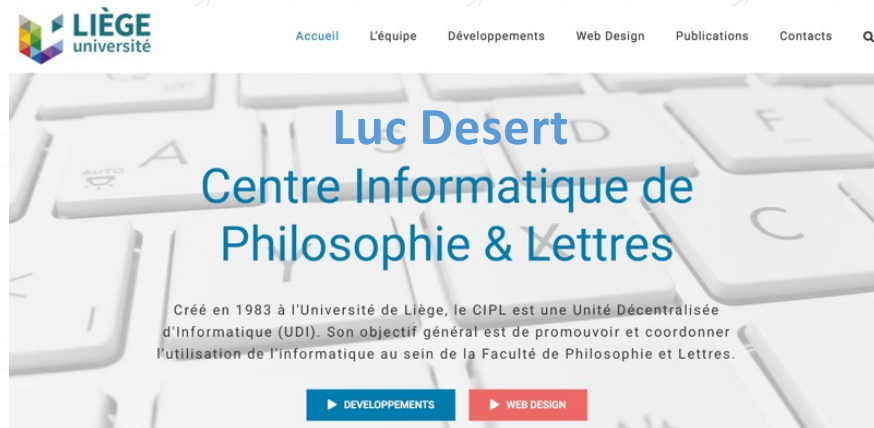 LIÈGE
université
Accueil L'équipe Développements Web Design Publications Contacts
Luc Desert
Centre Informatique de
Philosophie & Lettres
Créé en 1983 à l'Université de Liège, le CIPL est une Unité Décentralisée
d'Informatique (UDI). Son objectif général est de promouvoir et coordonner
l'utilisation de l'informatique au sein de la Faculté de Philosophie et Lettres.
DEVELOPPEMENTS WEB DESIGN
AUTO
A
S
D
F
Y
X
C